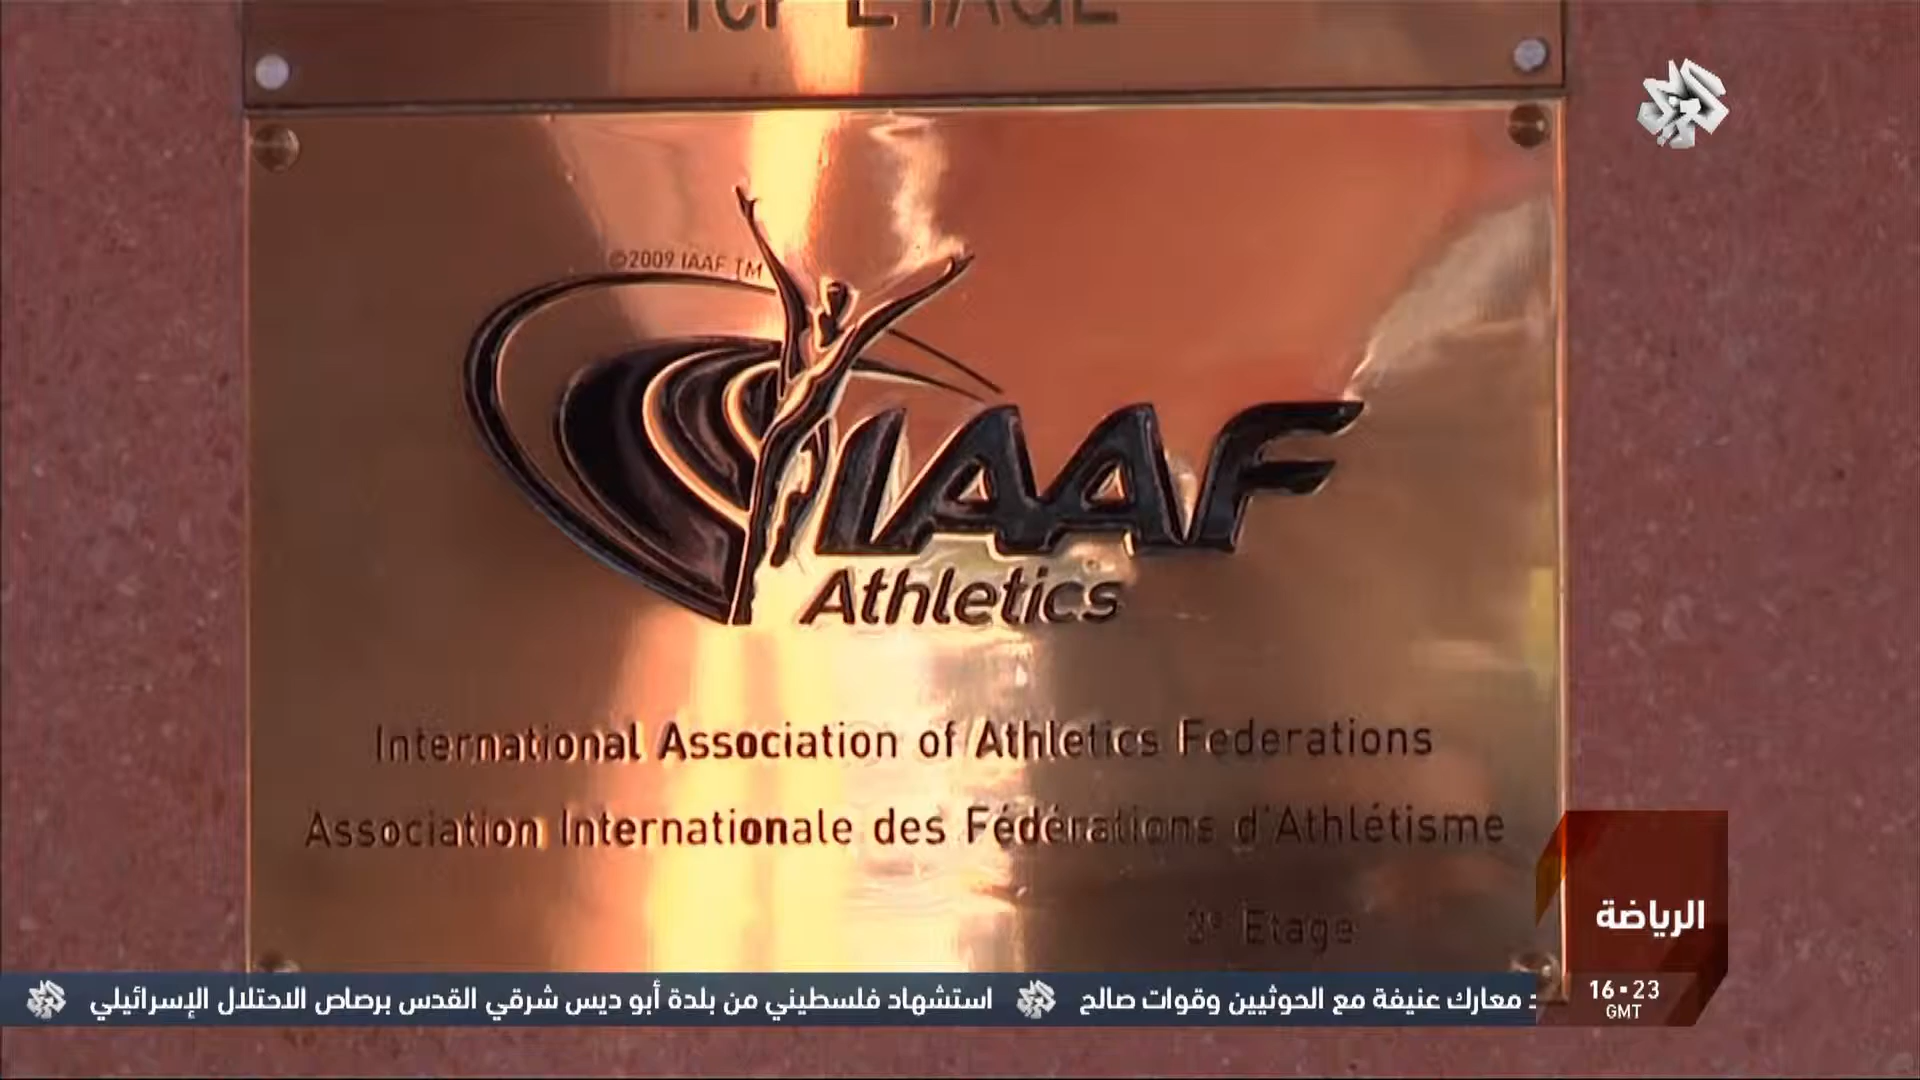 1er ETAGE
©2009 IAAF TM
IAAF
Athletics
International Association of Athletics Federations
Association Internationale des Fédérations d'Athlétisme
3e Etage
الرياضة
معارك عنيفة مع الحوثيين وقوات صالح استشهاد فلسطيني من بلدة أبو ديس شرقي القدس برصاص الاحتلال الإسرائيلي
16:23
GMT